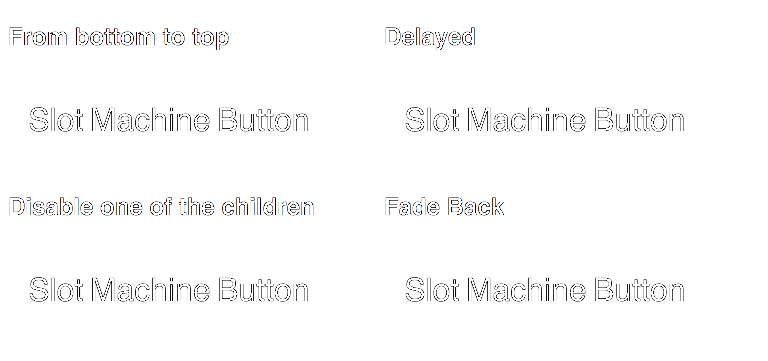 From bottom to top
Delayed
Slot Machine Button
Slot Machine Button
Disable one of the children
Fade Back
Slot Machine Button
Slot Machine Button